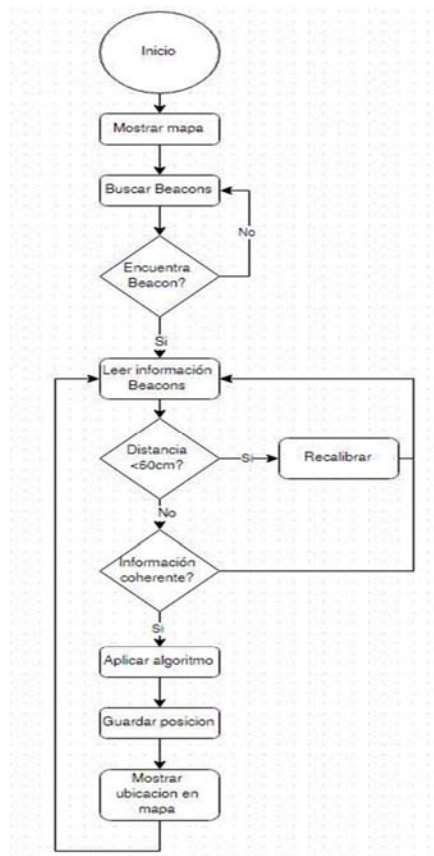 Inicio
Mostrar mapa
Buscar Beacons
No
Encuentra
Beacon?
Si
Leer información
Beacons
Distancia
<50cm?
Si
Recalibrar
No
Información
coherente?
Si
Aplicar algoritmo
Guardar posicion
Mostrar
ubicacion en
mapa